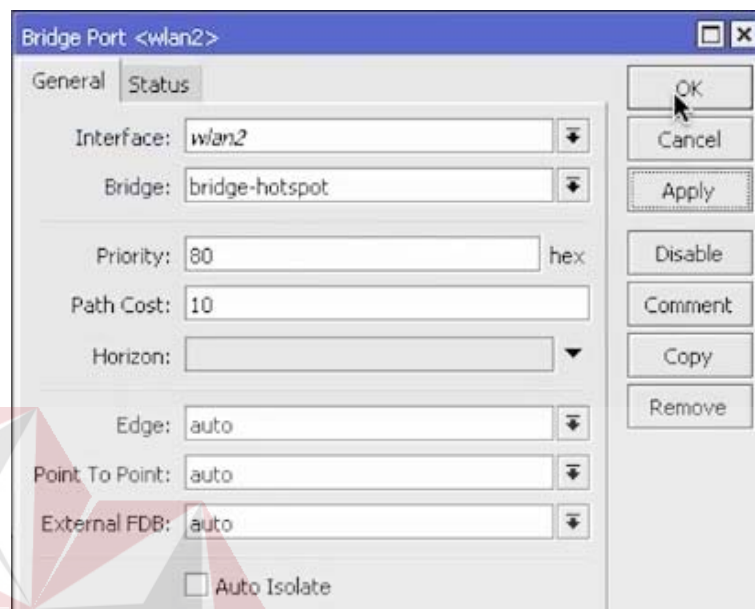 Bridge Port <wlan2>
General Status
OK
Interface: wlan2
Cancel
Bridge: bridge-hotspot
Apply
Priority: 80 hex
Disable
Path Cost: 10
Comment
Horizon:
Copy
Edge: auto
Remove
Point To Point: auto
External FDB: auto
Auto Isolate